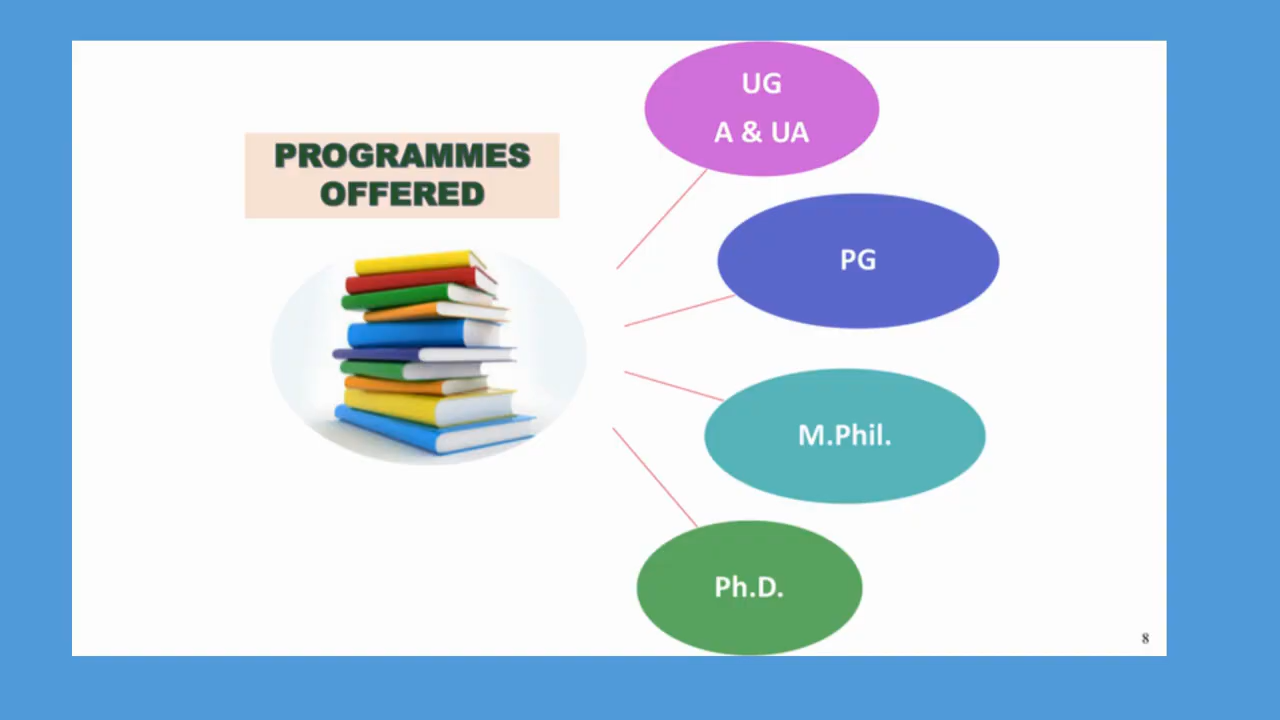 PROGRAMMES
OFFERED
UG
A & UA
PG
M.Phil.
Ph.D.
8